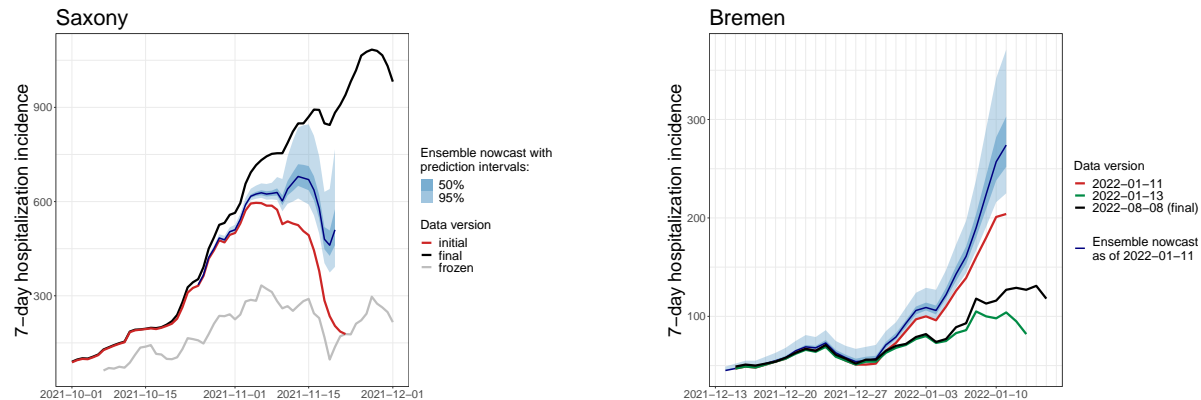 Saxony
7−day hospitalization incidence
900
600
300
2021−10−01
2021−10−15
2021−11−01
2021−11−15
2021−12−01
Ensemble nowcast with
prediction intervals:
50%
95%
Data version
initial
final
frozen
Bremen
7−day hospitalization incidence
300
200
100
2021−12−13
2021−12−20
2021−12−27
2022−01−03
2022−01−10
Data version
2022−01−11
2022−01−13
2022−08−08 (final)
Ensemble nowcast
as of 2022−01−11